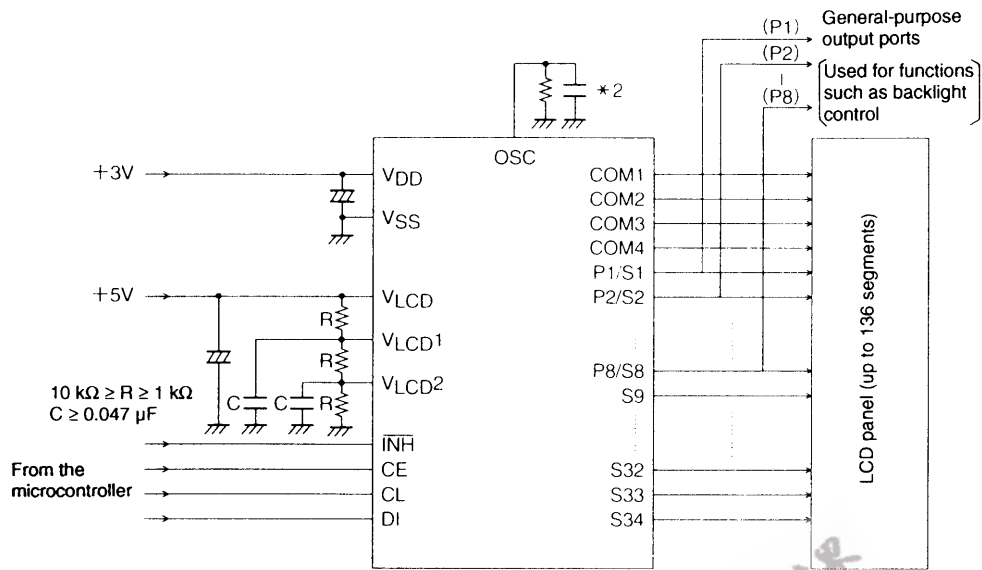 (P1)
General-purpose
output ports
(P2)
(P8)
Used for functions
such as backlight
control
*2
OSC
+3V
VDD
VSS
+5V
VLCD
R
VLCD1
R
VLCD2
C
C
R
10 kΩ ≥ R ≥ 1 kΩ
C ≥ 0.047 µF
From the
microcontroller
INH
CE
CL
DI
COM1
COM2
COM3
COM4
P1/S1
P2/S2
P8/S8
S9
S32
S33
S34
LCD panel (up to 136 segments)